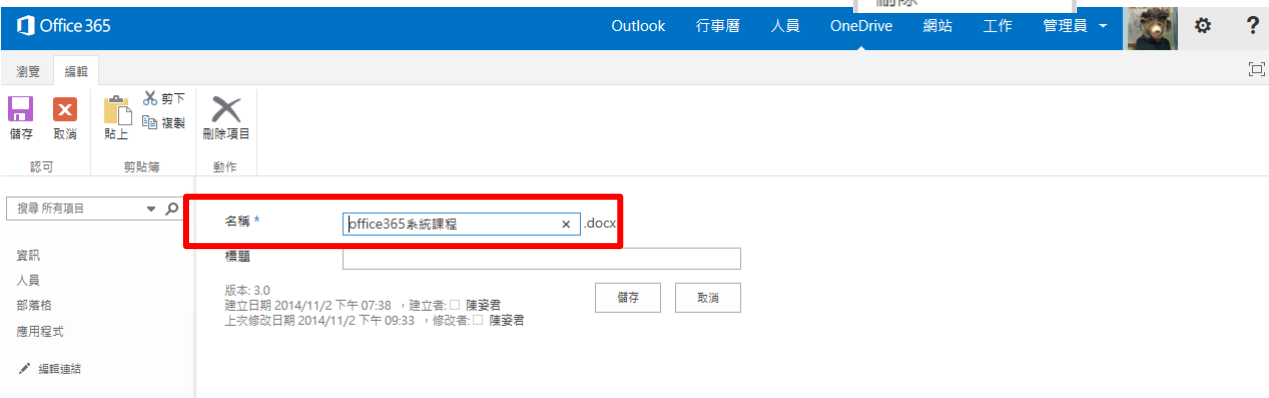 刪除
Office 365 Outlook 行事曆 人員 OneDrive 網站 工作 管理員 ?
瀏覽 編輯
儲存 取消 貼上 剪下 複製 刪除項目
認可 剪貼簿 動作
搜尋 所有項目
資訊
人員
部落格
應用程式
編輯連結
名稱 * office365系統課程 × .docx
標題
版本: 3.0
建立日期 2014/11/2 下午 07:38 ，建立者: 陳姿君
上次修改日期 2014/11/2 下午 09:33 ，修改者: 陳姿君
儲存 取消